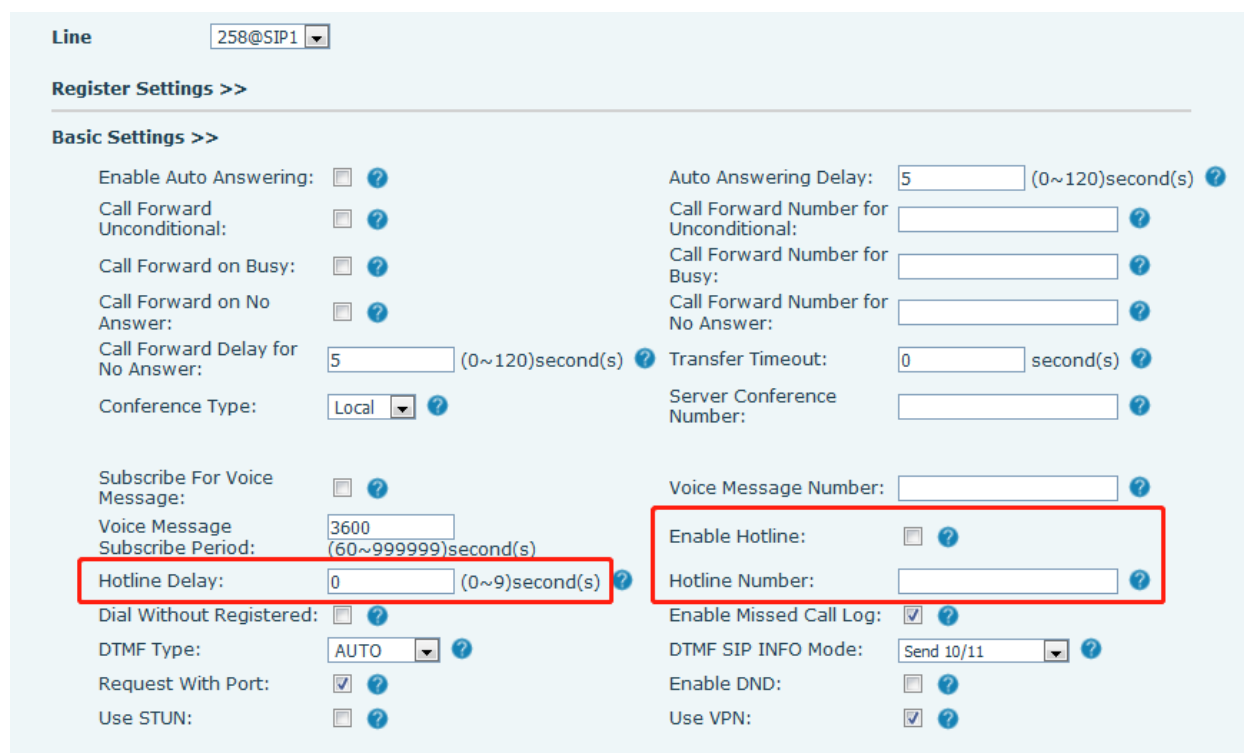 Line 258@SIP1
Register Settings >>
Basic Settings >>
Enable Auto Answering: ? Auto Answering Delay: 5 (0~120)second(s) ?
Call Forward
Unconditional: ? Call Forward Number for
Unconditional: ?
Call Forward on Busy: ? Call Forward Number for
Busy: ?
Call Forward on No
Answer: ? Call Forward Number for
No Answer: ?
Call Forward Delay for
No Answer: 5 (0~120)second(s) ? Transfer Timeout: 0 second(s) ?
Conference Type: Local ? Server Conference
Number: ?
Subscribe For Voice
Message: ? Voice Message Number: ?
Voice Message
Subscribe Period: 3600
(60~999999)second(s) Enable Hotline: ?
Hotline Delay: 0 (0~9)second(s) ? Hotline Number: ?
Dial Without Registered: ? Enable Missed Call Log: ?
DTMF Type: AUTO ? DTMF SIP INFO Mode: Send 10/11 ?
Request With Port: ? Enable DND: ?
Use STUN: ? Use VPN: ?